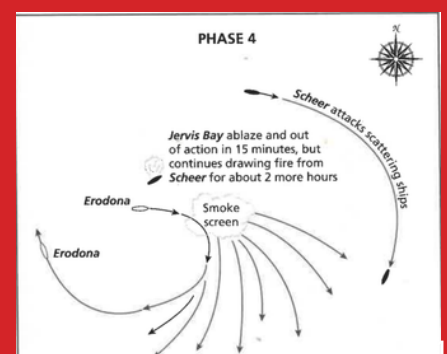 PHASE 4
N
Scheer attacks scattering ships
Jervis Bay ablaze and out
of action in 15 minutes, but
continues drawing fire from
Scheer for about 2 more hours
Erodona
Smoke
screen
Erodona